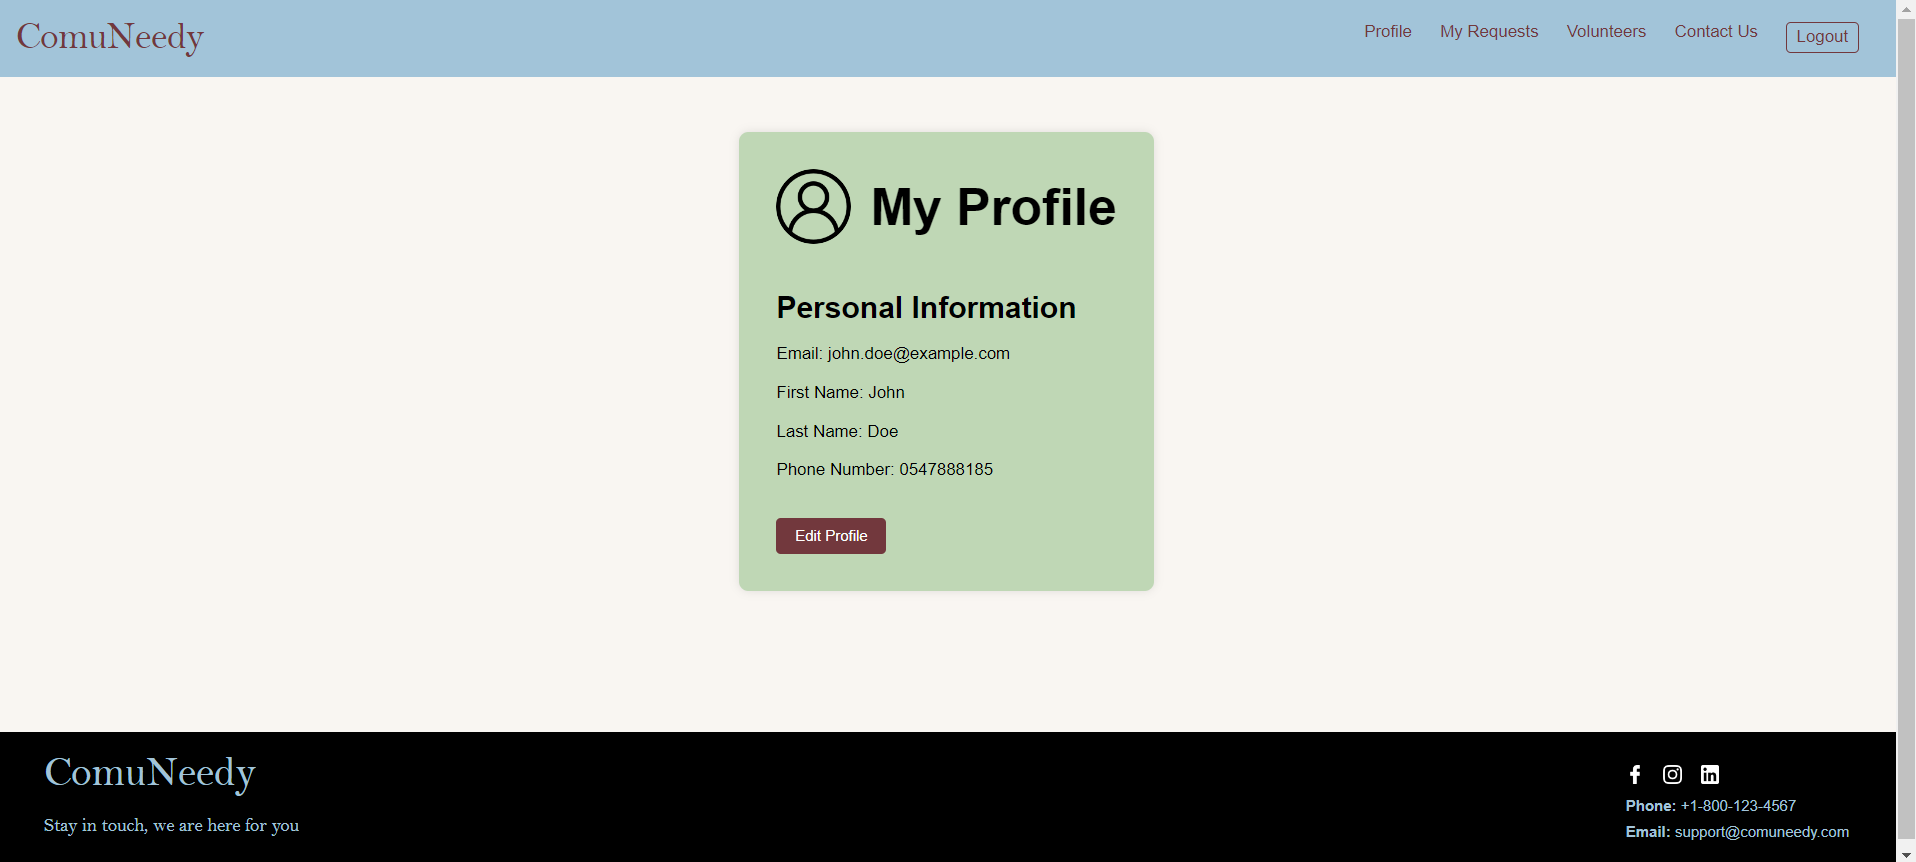 ComuNeedy
Profile My Requests Volunteers Contact Us Logout
My Profile
Personal Information
Email: john.doe@example.com
First Name: John
Last Name: Doe
Phone Number: 0547888185
Edit Profile
ComuNeedy
Stay in touch, we are here for you
Phone: +1-800-123-4567
Email: support@comuneedy.com